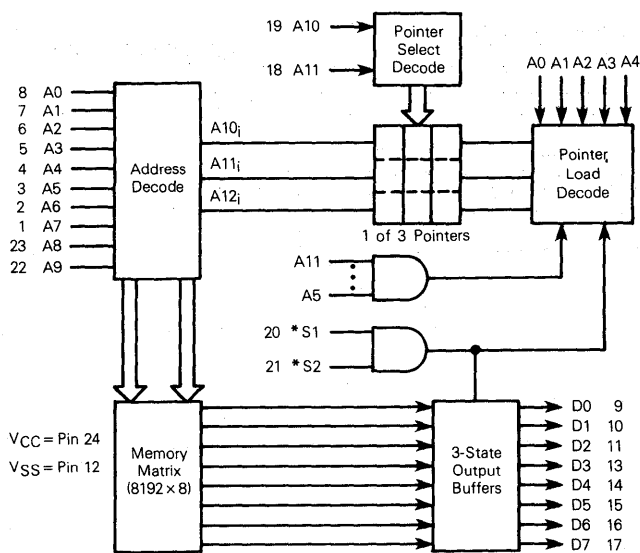 19 A10
18 A11
Pointer
Select
Decode
A0 A1 A2 A3 A4
8 A0
7 A1
6 A2
5 A3
4 A4
3 A5
2 A6
1 A7
23 A8
22 A9
Address
Decode
A10i
A11i
A12i
1 of 3 Pointers
Pointer
Load
Decode
A11
A5
20 *S1
21 *S2
VCC = Pin 24
VSS = Pin 12
Memory
Matrix
(8192 × 8)
3-State
Output
Buffers
D0 9
D1 10
D2 11
D3 13
D4 14
D5 15
D6 16
D7 17